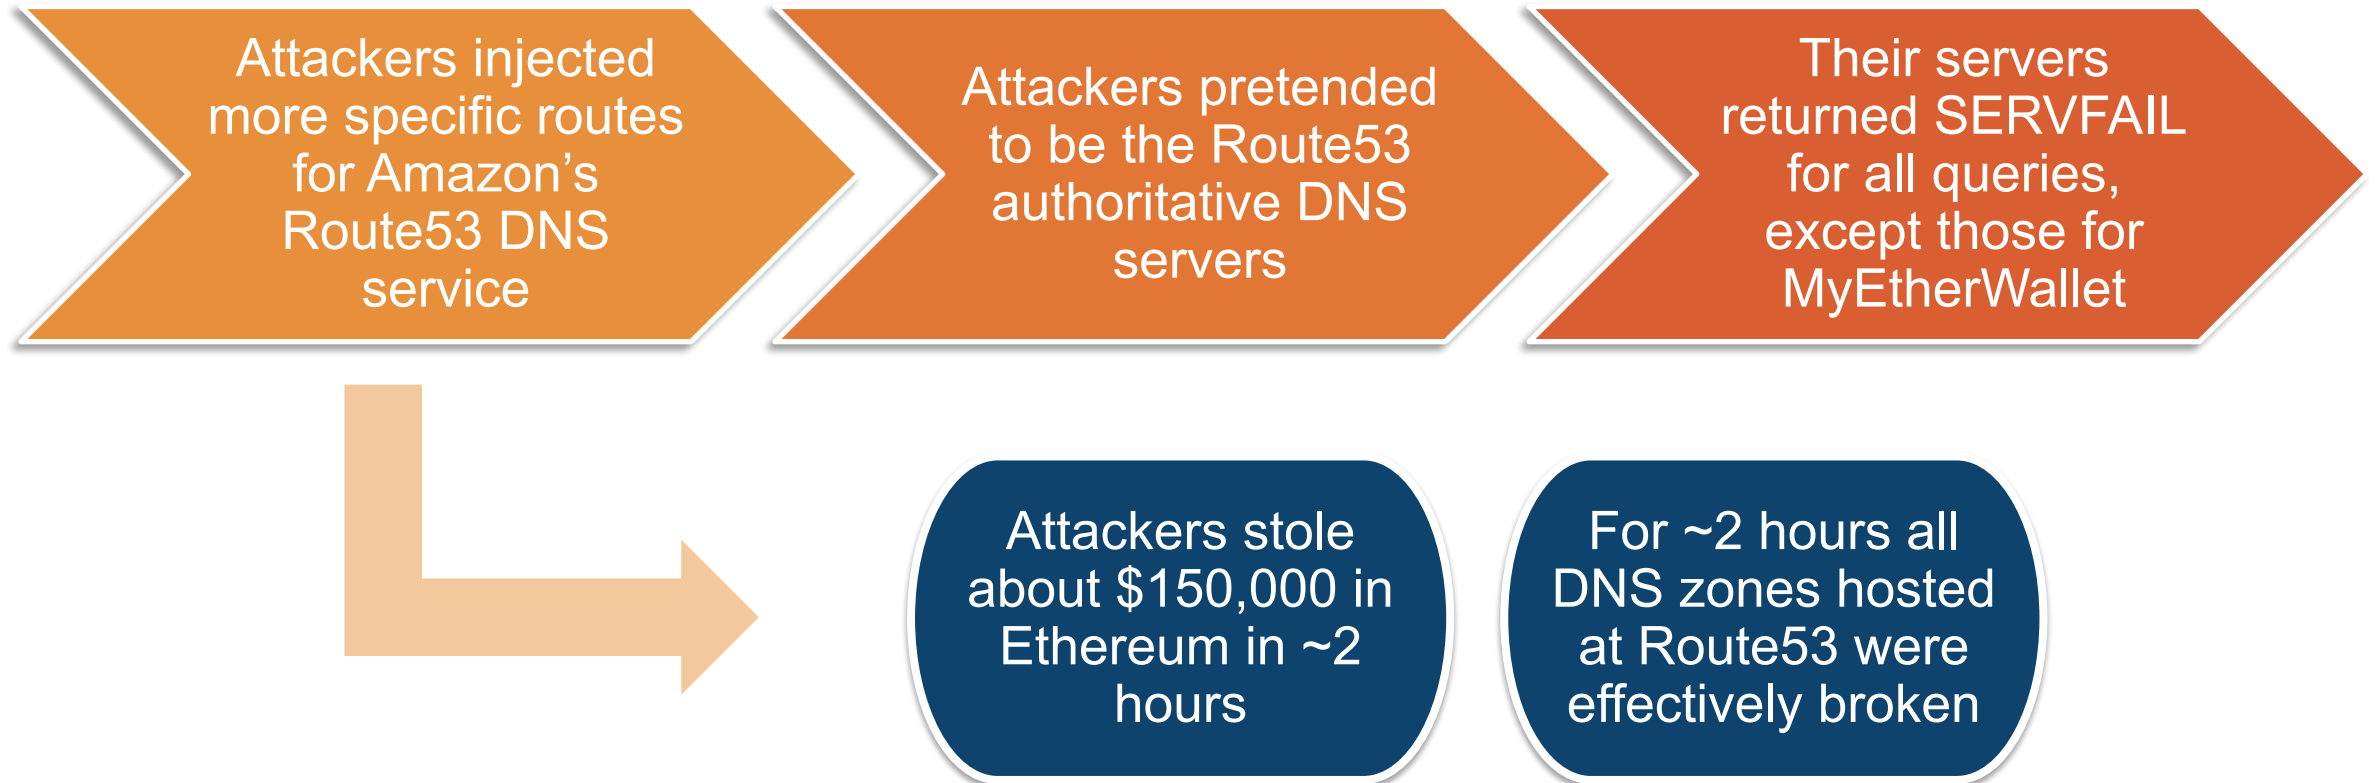 Attackers injected
more specific routes
for Amazon’s
Route53 DNS
service
Attackers pretended
to be the Route53
authoritative DNS
servers
Their servers
returned SERVFAIL
for all queries,
except those for
MyEtherWallet
Attackers stole
about $150,000 in
Ethereum in ~2
hours
For ~2 hours all
DNS zones hosted
at Route53 were
effectively broken